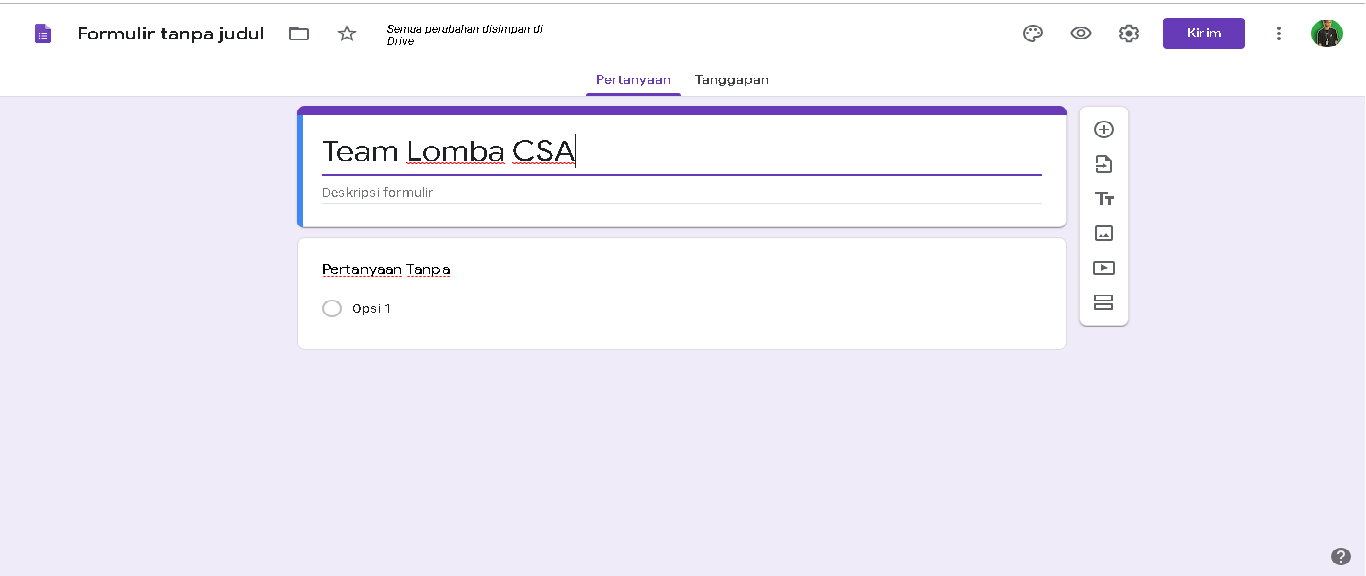 Formulir tanpa judul
Semua perubahan disimpan di
Drive
Kirim
Pertanyaan
Tanggapan
Team Lomba CSA
Deskripsi formulir
Pertanyaan Tanpa
Opsi 1